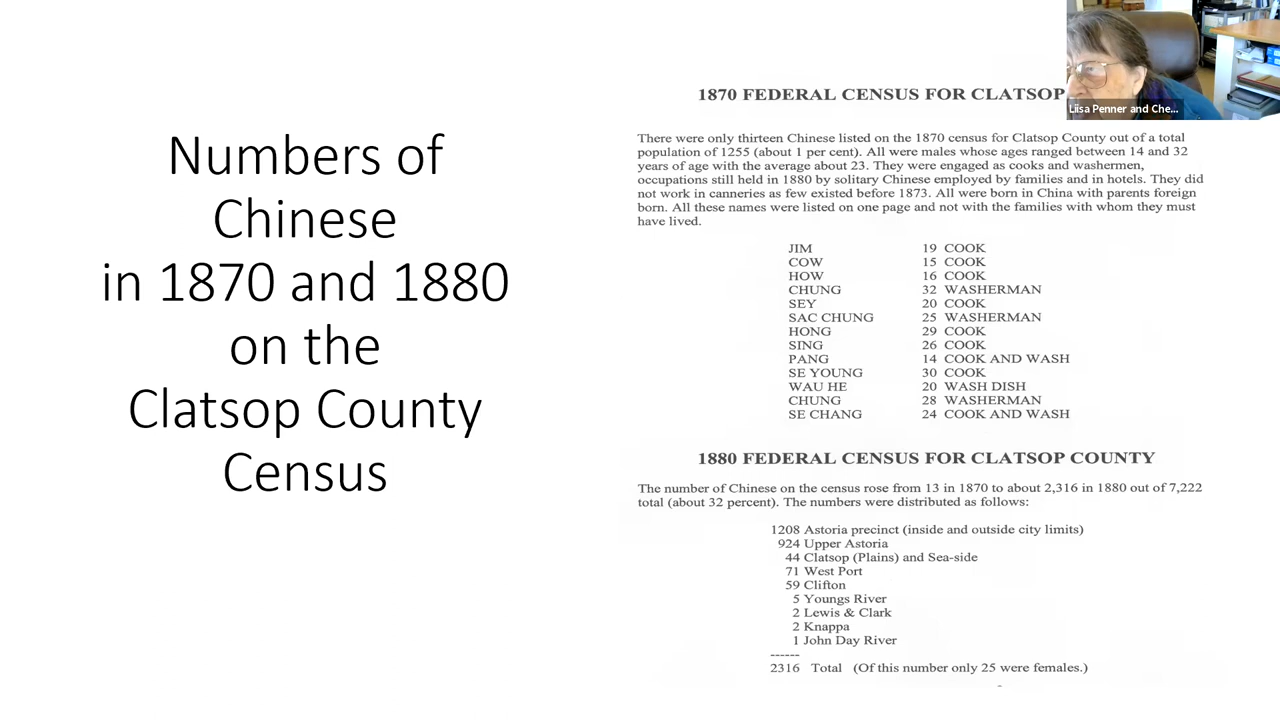 Numbers of
Chinese
in 1870 and 1880
on the
Clatsop County
Census
1870 FEDERAL CENSUS FOR CLATSOP
There were only thirteen Chinese listed on the 1870 census for Clatsop County out of a total
population of 1255 (about 1 per cent). All were males whose ages ranged between 14 and 32
years of age with the average about 23. They were engaged as cooks and washermen,
occupations still held in 1880 by solitary Chinese employed by families and in hotels. They did
not work in canneries as few existed before 1873. All were born in China with parents foreign
born. All these names were listed on one page and not with the families with whom they must
have lived.
JIM 19 COOK
COW 15 COOK
HOW 16 COOK
CHUNG 32 WASHERMAN
SEY 20 COOK
SAC CHUNG 25 WASHERMAN
HONG 29 COOK
SING 26 COOK
PANG 14 COOK AND WASH
SE YOUNG 30 COOK
WAU HE 20 WASH DISH
CHUNG 28 WASHERMAN
SE CHANG 24 COOK AND WASH
1880 FEDERAL CENSUS FOR CLATSOP COUNTY
The number of Chinese on the census rose from 13 in 1870 to about 2,316 in 1880 out of 7,222
total (about 32 percent). The numbers were distributed as follows:
1208 Astoria precinct (inside and outside city limits)
924 Upper Astoria
44 Clatsop (Plains) and Sea-side
71 West Port
59 Clifton
5 Youngs River
2 Lewis & Clark
2 Knappa
1 John Day River
------
2316 Total (Of this number only 25 were females.)
Liisa Penner and Che...